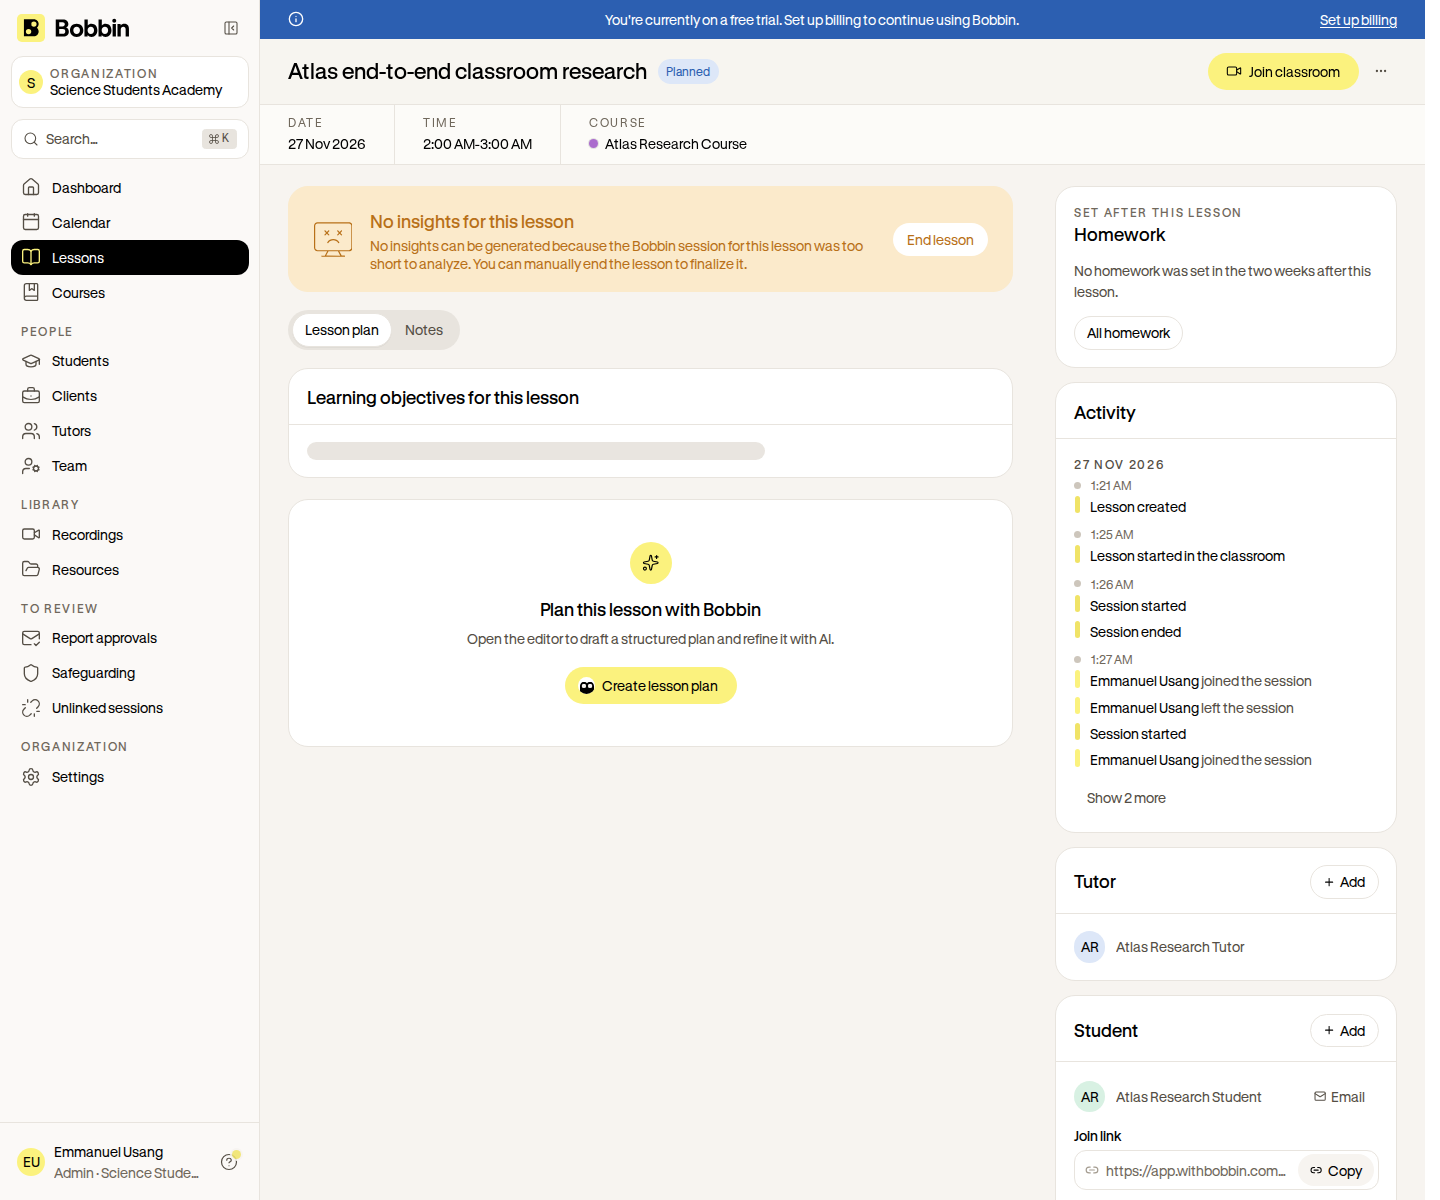 Bobbin
ORGANIZATION
S
Science Students Academy
Search...
⌘ K
Dashboard
Calendar
Lessons
Courses
PEOPLE
Students
Clients
Tutors
Team
LIBRARY
Recordings
Resources
TO REVIEW
Report approvals
Safeguarding
Unlinked sessions
ORGANIZATION
Settings
EU
Emmanuel Usang
Admin · Science Stude...
You're currently on a free trial. Set up billing to continue using Bobbin.
Set up billing
Atlas end-to-end classroom research
Planned
Join classroom
DATE
27 Nov 2026
TIME
2:00 AM-3:00 AM
COURSE
Atlas Research Course
No insights for this lesson
No insights can be generated because the Bobbin session for this lesson was too
short to analyze. You can manually end the lesson to finalize it.
End lesson
Lesson plan
Notes
Learning objectives for this lesson
Plan this lesson with Bobbin
Open the editor to draft a structured plan and refine it with AI.
Create lesson plan
SET AFTER THIS LESSON
Homework
No homework was set in the two weeks after this
lesson.
All homework
Activity
27 NOV 2026
1:21 AM
Lesson created
1:25 AM
Lesson started in the classroom
1:26 AM
Session started
Session ended
1:27 AM
Emmanuel Usang joined the session
Emmanuel Usang left the session
Session started
Emmanuel Usang joined the session
Show 2 more
Tutor
+ Add
AR
Atlas Research Tutor
Student
+ Add
AR
Atlas Research Student
Email
Join link
https://app.withbobbin.com...
Copy